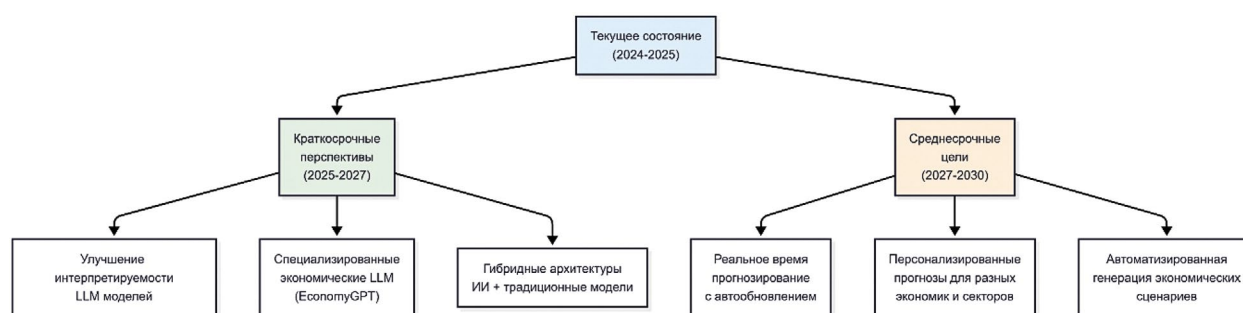 Текущее состояние
(2024-2025)
Краткосрочные
перспективы
(2025-2027)
Среднесрочные
цели
(2027-2030)
Улучшение
интерпретируемости
LLM моделей
Специализированные
экономические LLM
(EconomyGPT)
Гибридные архитектуры
ИИ + традиционные модели
Реальное время
прогнозирование
с автообновлением
Персонализированные
прогнозы для разных
экономик и секторов
Автоматизированная
генерация экономических
сценариев